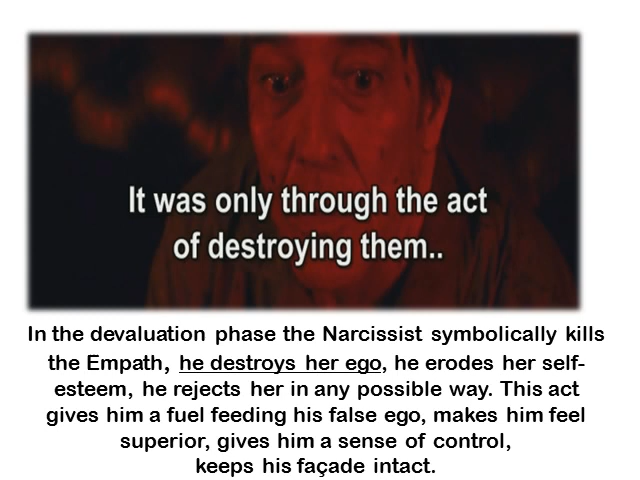 It was only through the act
of destroying them..
In the devaluation phase the Narcissist symbolically kills
the Empath, he destroys her ego, he erodes her self-
esteem, he rejects her in any possible way. This act
gives him a fuel feeding his false ego, makes him feel
superior, gives him a sense of control,
keeps his façade intact.